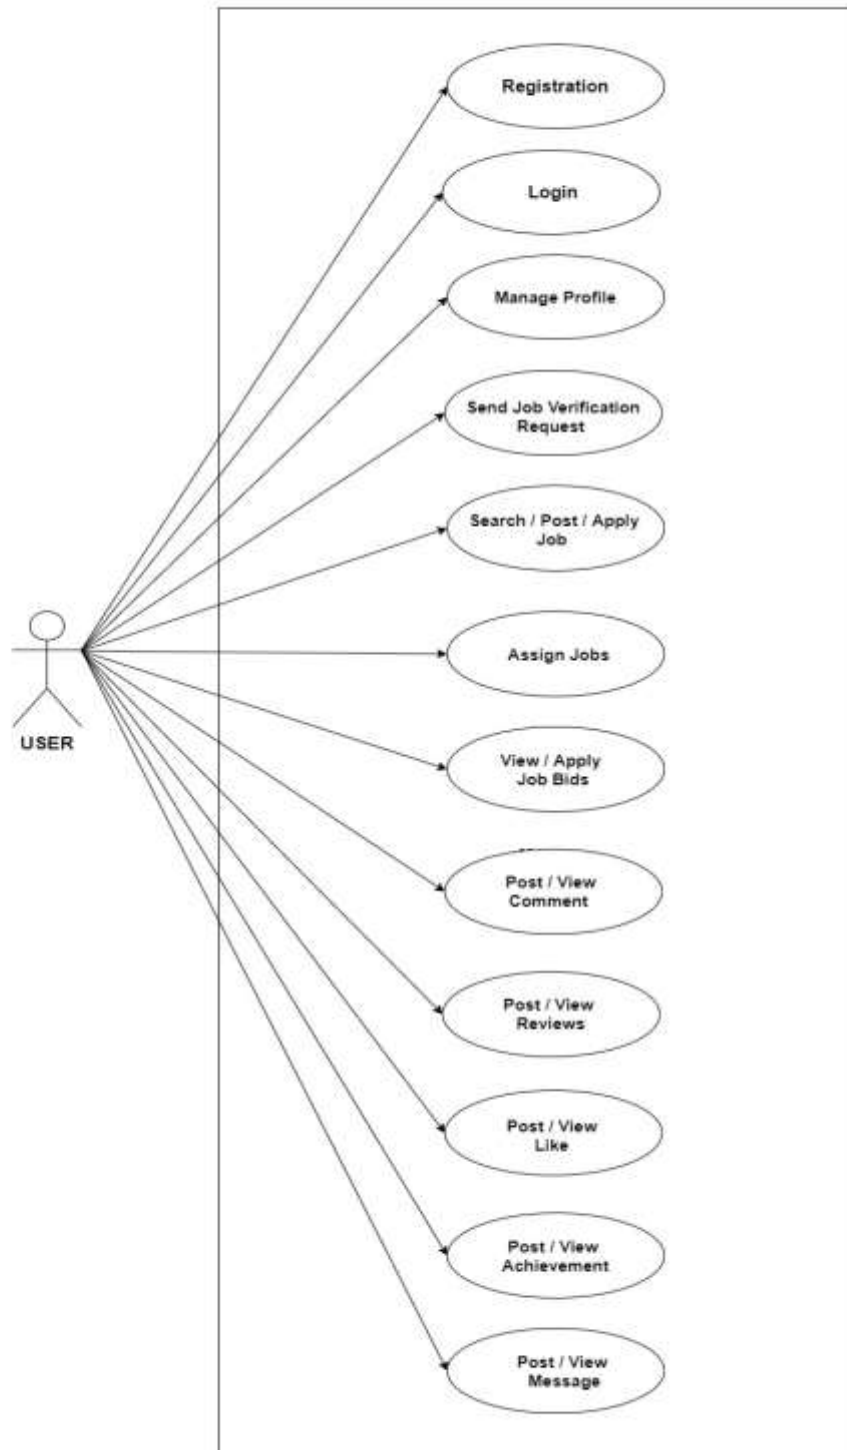 Registration
Login
Manage Profile
Send Job Verification
Request
Search / Post / Apply
Job
Assign Jobs
USER
View / Apply
Job Bids
Post / View
Comment
Post / View
Reviews
Post / View
Like
Post / View
Achievement
Post / View
Message